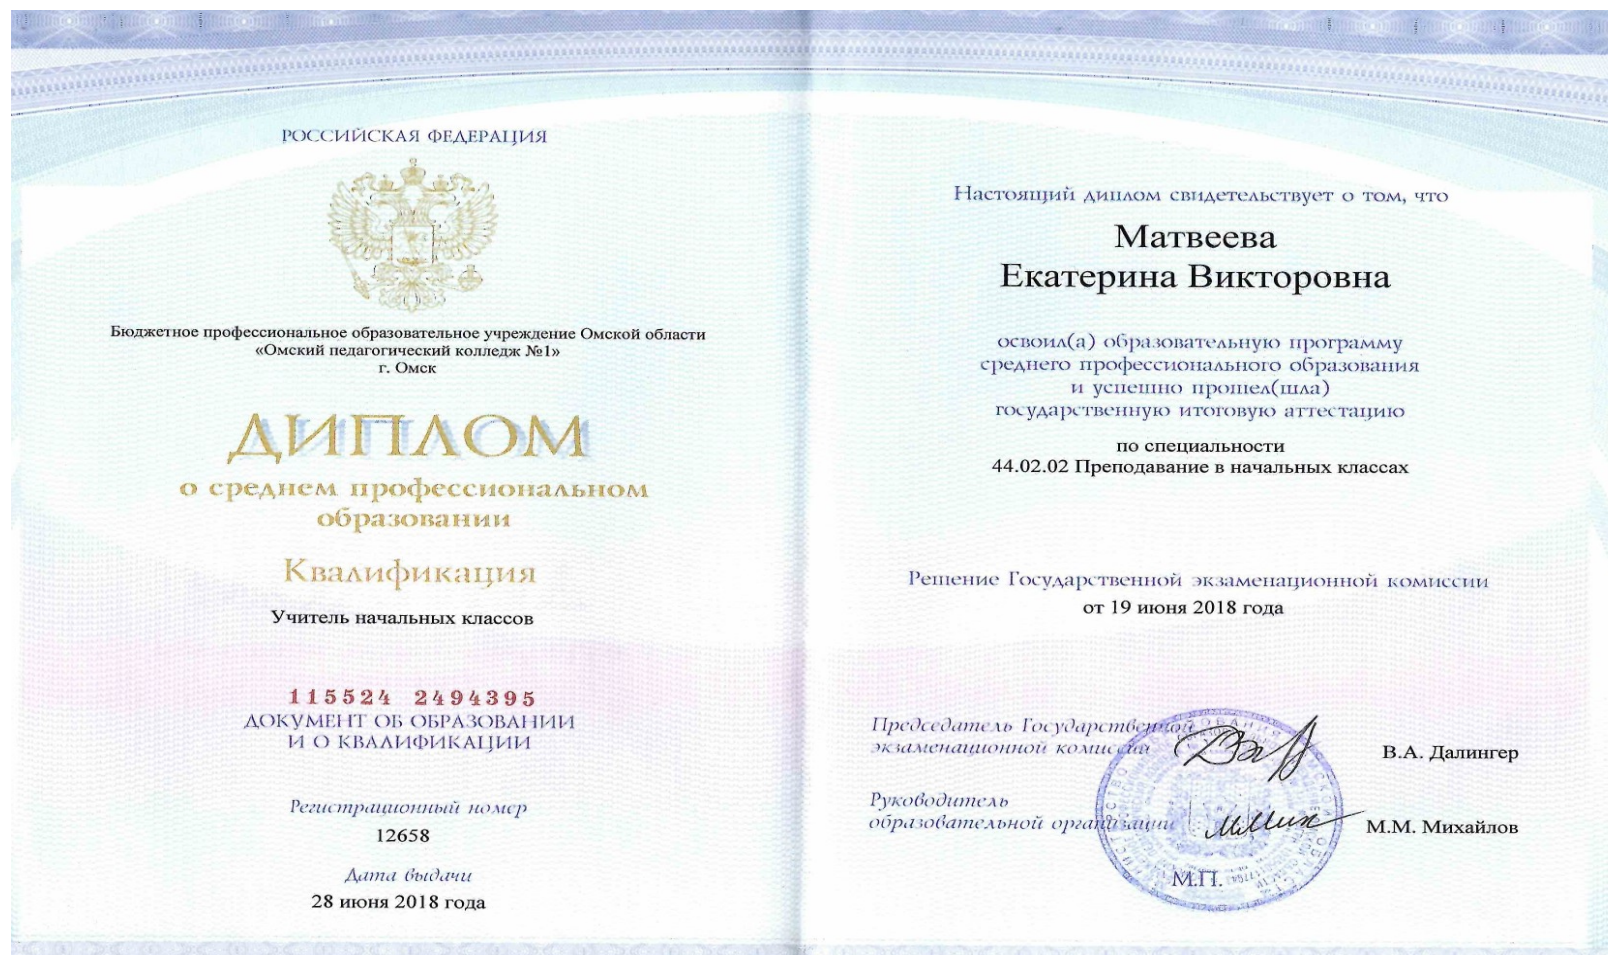 РОССИЙСКАЯ ФЕДЕРАЦИЯ
Бюджетное профессиональное образовательное учреждение Омской области
«Омский педагогический колледж №1»
г. Омск
ДИПЛОМ
о среднем профессиональном
образовании
Квалификация
Учитель начальных классов
115524 2494395
ДОКУМЕНТ ОБ ОБРАЗОВАНИИ
И О КВАЛИФИКАЦИИ
Регистрационный номер
12658
Дата выдачи
28 июня 2018 года
Настоящий диплом свидетельствует о том, что
Матвеева
Екатерина Викторовна
освоил(а) образовательную программу
среднего профессионального образования
и успешно прошел(шла)
государственную итоговую аттестацию
по специальности
44.02.02 Преподавание в начальных классах
Решение Государственной экзаменационной комиссии
от 19 июня 2018 года
Председатель Государственной
экзаменационной комиссии
В.А. Далингер
Руководитель
образовательной организации
М.М. Михайлов
М.П.